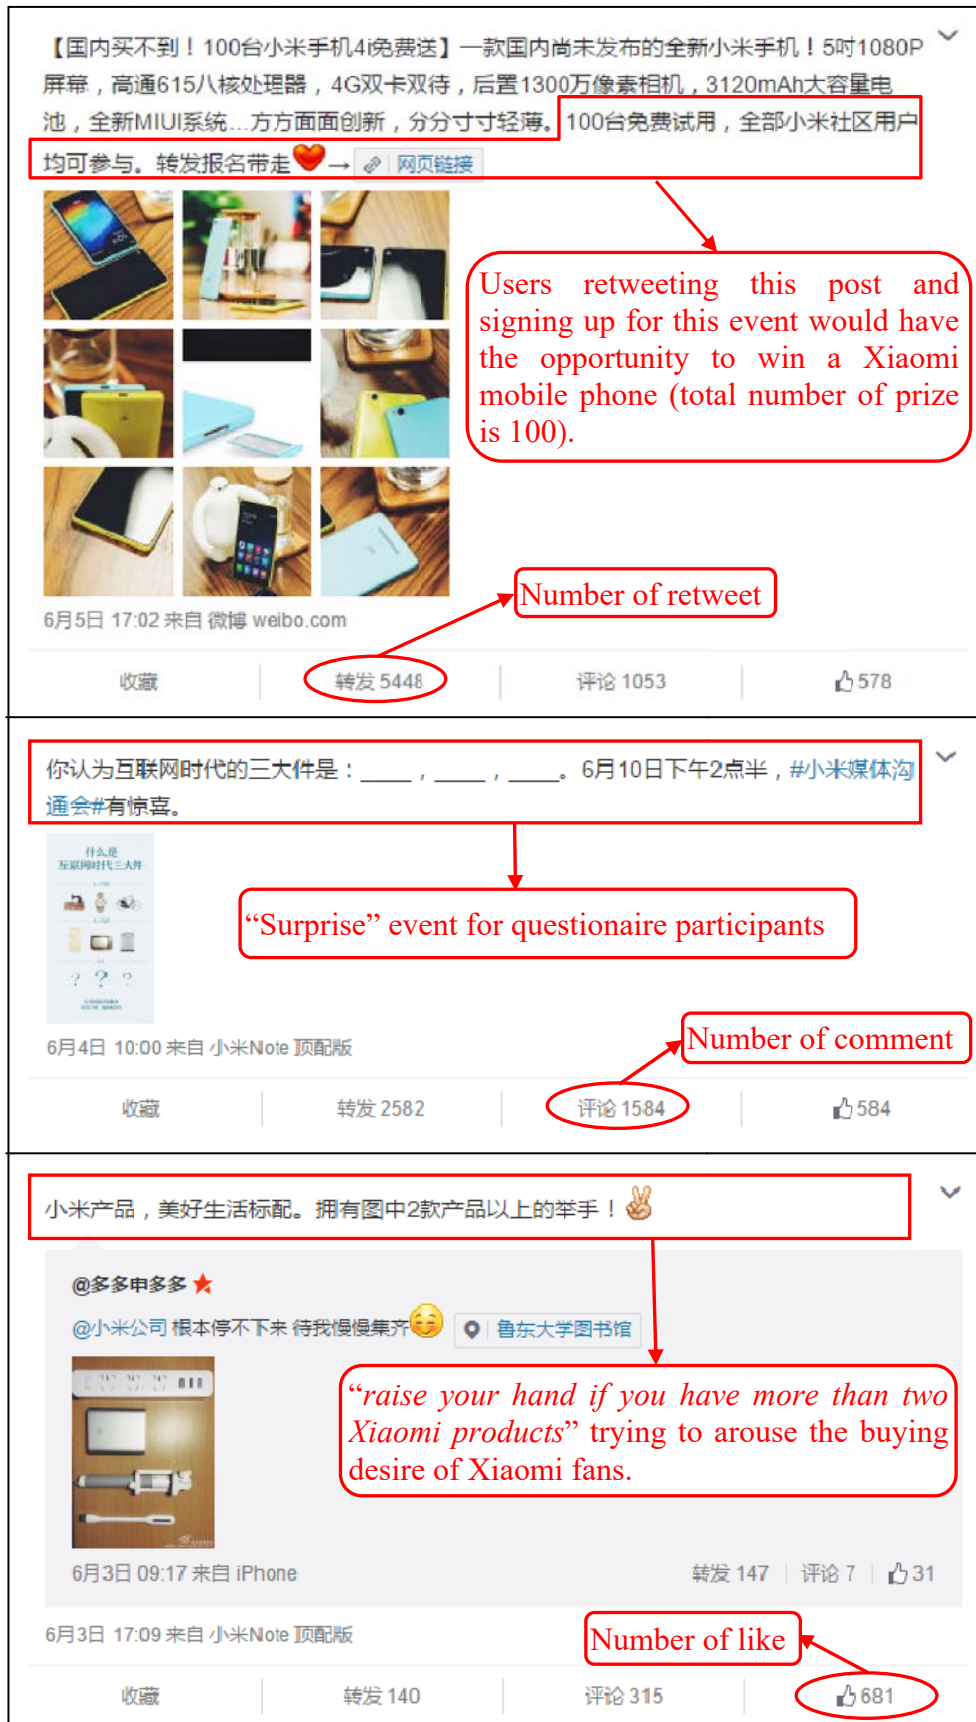 【国内买不到！100台小米手机4i免费送】一款国内尚未发布的全新小米手机！5吋1080P
屏幕，高通615八核处理器，4G双卡双待，后置1300万像素相机，3120mAh大容量电
池，全新MIUI系统...方方面面创新，分分寸寸轻薄。100台免费试用，全部小米社区用户
均可参与。转发报名带走❤→ 网页链接
Users retweeting this post and
signing up for this event would have
the opportunity to win a Xiaomi
mobile phone (total number of prize
is 100).
Number of retweet
6月5日 17:02 来自 微博 weibo.com
收藏 转发 5448 评论 1053 578
你认为互联网时代的三大件是：____，____，____。6月10日下午2点半，#小米媒体沟
通会#有惊喜。
什么是
互联网时代三大件
? ? ?
“Surprise” event for questionaire participants
Number of comment
6月4日 10:00 来自 小米Note 顶配版
收藏 转发 2582 评论 1584 584
小米产品，美好生活标配。拥有图中2款产品以上的举手！✌
@多多申多多
@小米公司 根本停不下来 待我慢慢集齐 鲁东大学图书馆
“raise your hand if you have more than two
Xiaomi products” trying to arouse the buying
desire of Xiaomi fans.
6月3日 09:17 来自 iPhone 转发 147 评论 7 31
6月3日 17:09 来自 小米Note 顶配版
Number of like
收藏 转发 140 评论 315 681